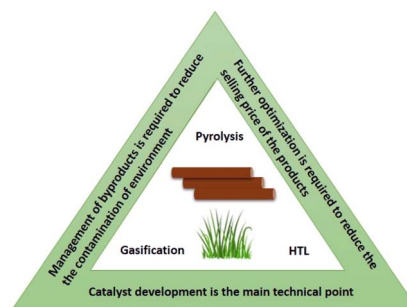 Management of byproducts is required to reduce
the contamination of environment
Further optimization is required to reduce the
selling price of the products
Pyrolysis
Gasification
HTL
Catalyst development is the main technical point